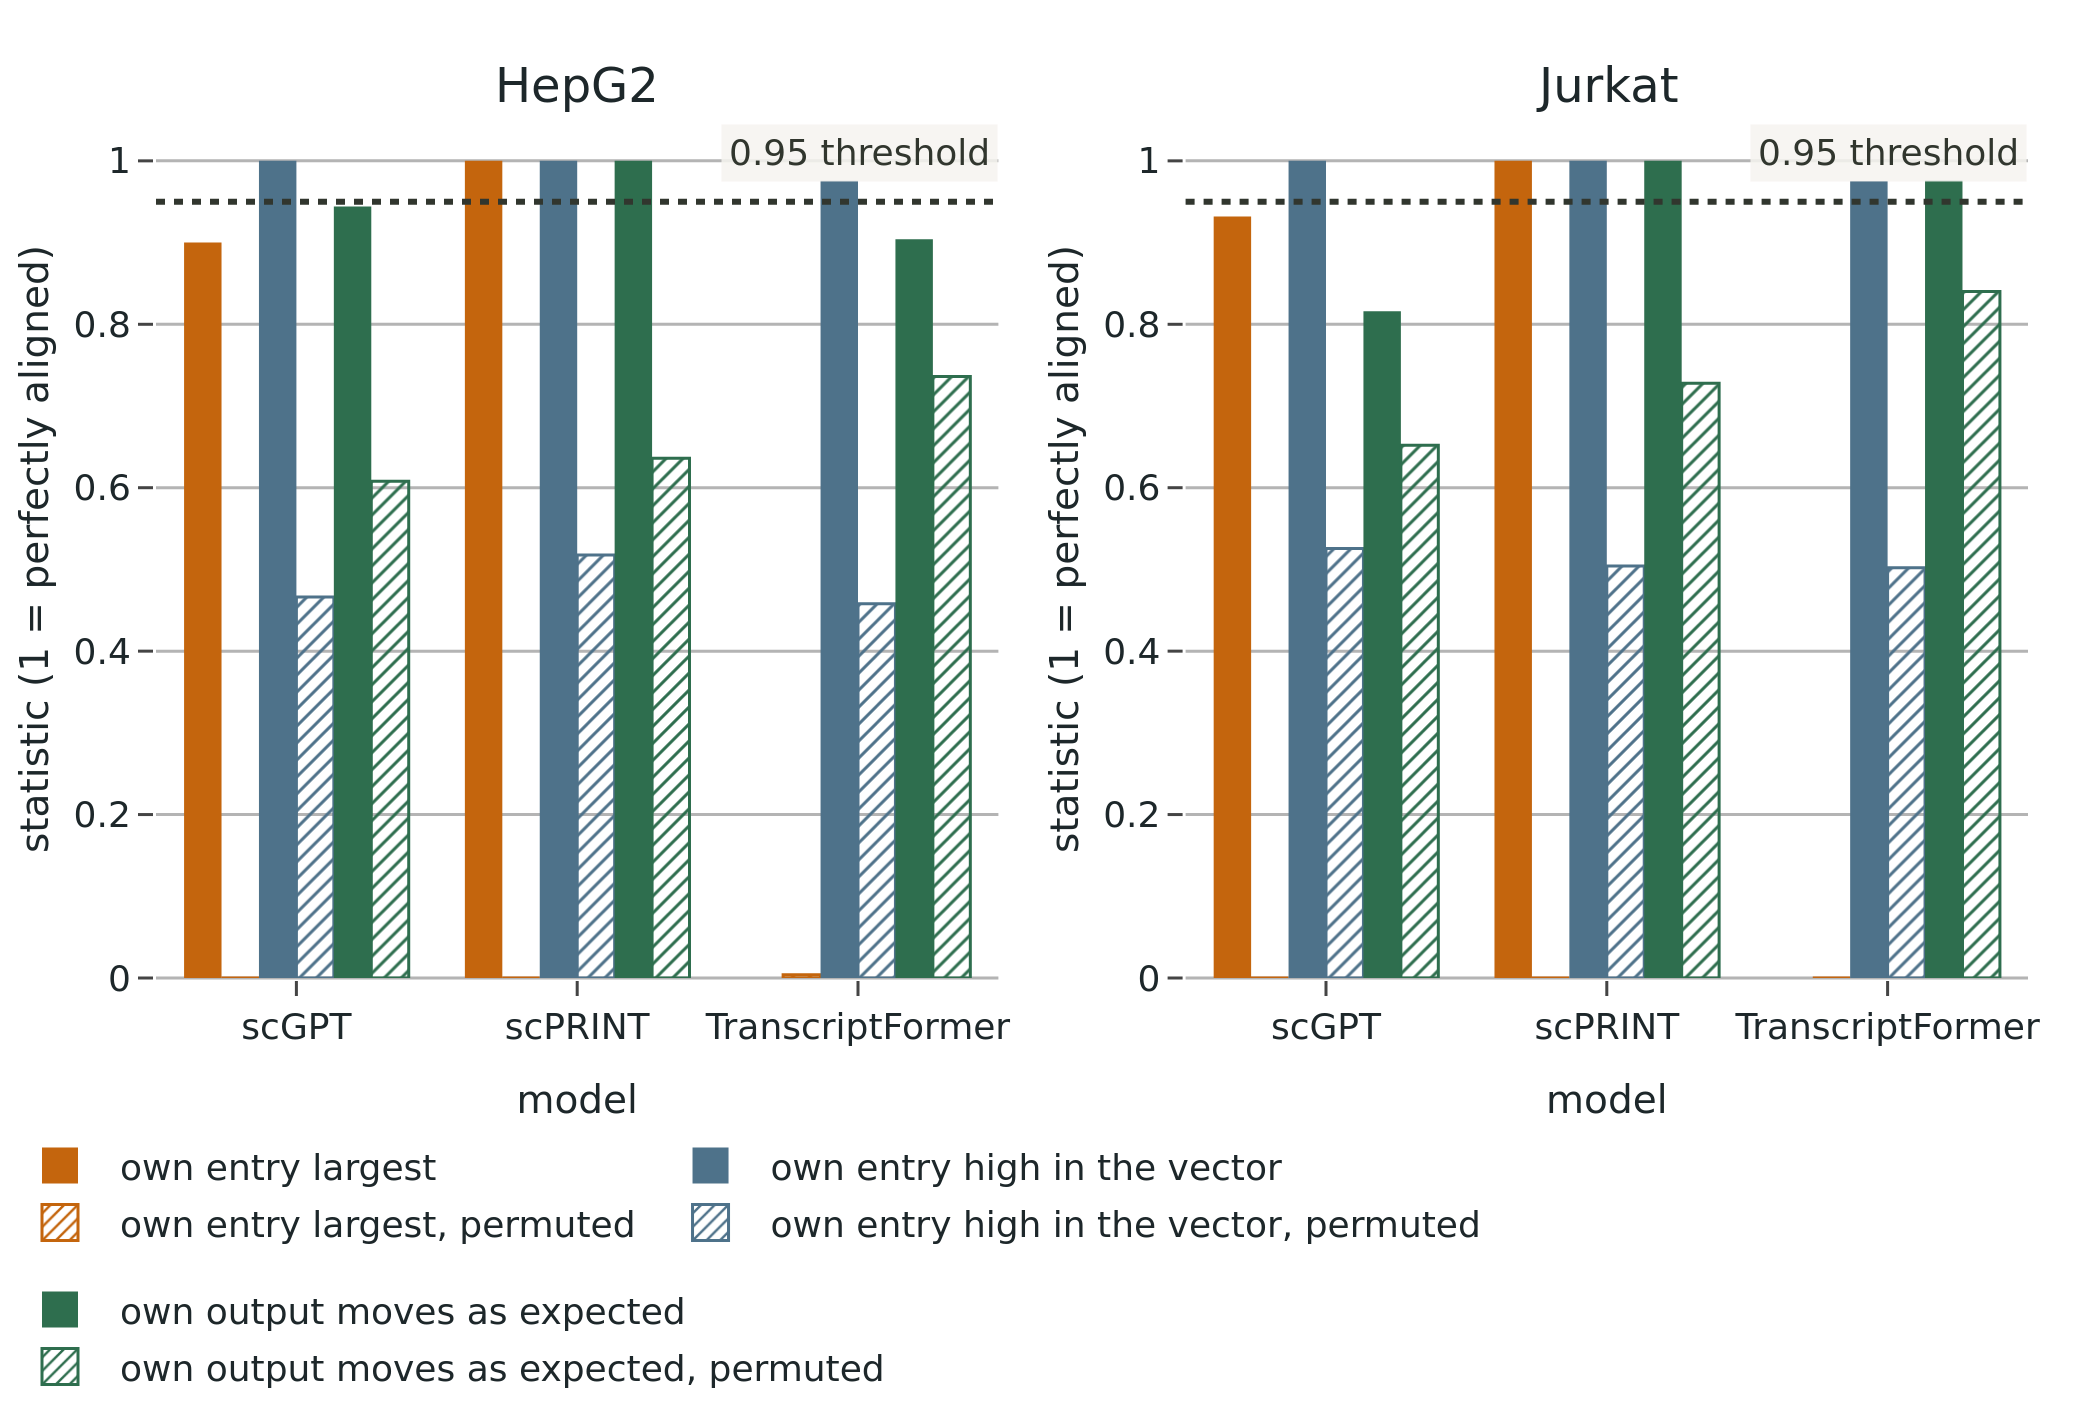 HepG2
Jurkat
0.95 threshold
0.95 threshold
statistic (1 = perfectly aligned)
1
0.8
0.6
0.4
0.2
0
statistic (1 = perfectly aligned)
1
0.8
0.6
0.4
0.2
0
scGPT scPRINT TranscriptFormer
scGPT scPRINT TranscriptFormer
model
model
own entry largest
own entry high in the vector
own entry largest, permuted
own entry high in the vector, permuted
own output moves as expected
own output moves as expected, permuted